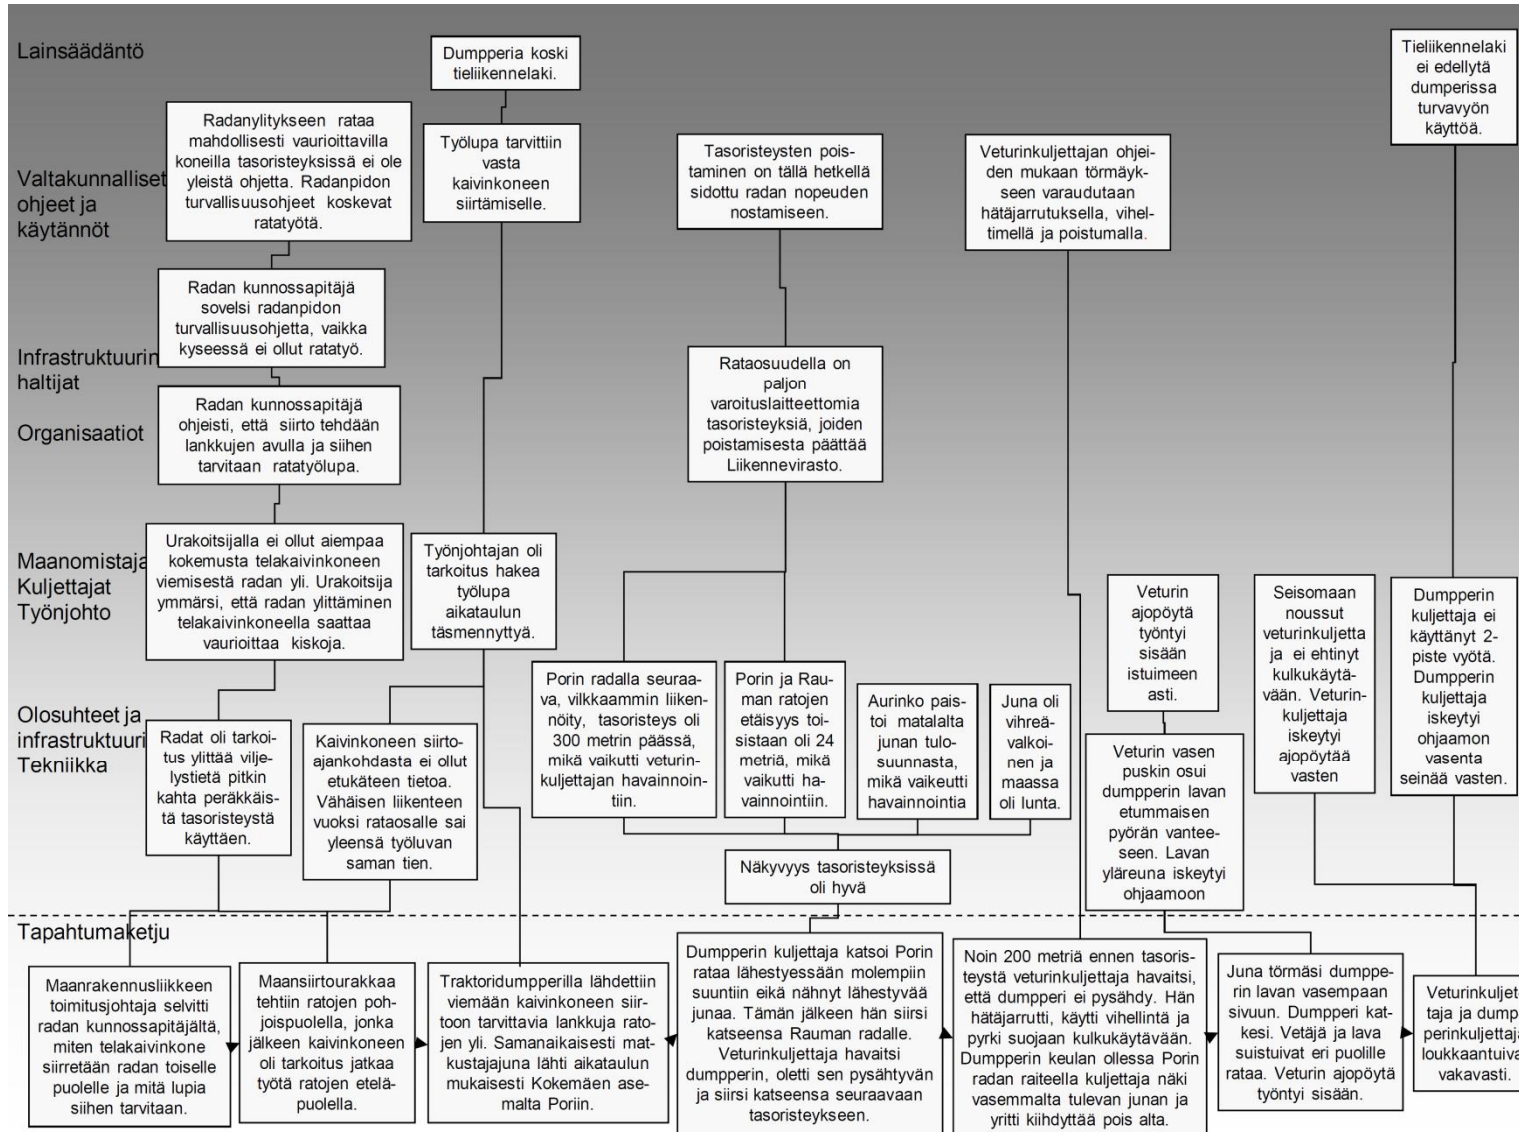 Lainsäädäntö
Dumpperia koski
tieliikennelaki.
Tieliikennelaki
ei edellytä
dumperissa
turvavyön
käyttöä.
Valtakunnalliset
ohjeet ja
käytännöt
Radanylitykseen rataa
mahdollisesti vaurioittavilla
koneilla tasoristeyksissä ei ole
yleistä ohjetta. Radanpidon
turvallisuusohjeet koskevat
ratatyötä.
Työlupa tarvittiin
vasta
kaivinkoneen
siirtämiselle.
Tasoristeysten pois-
taminen on tällä hetkellä
sidottu radan nopeuden
nostamiseen.
Veturinkuljettajan ohjei-
den mukaan törmäyk-
seen varaudutaan
hätäjarrutuksella, vihel-
timellä ja poistumalla.
Radan kunnossapitäjä
sovelsi radanpidon
turvallisuusohjetta, vaikka
kyseessä ei ollut ratatyö.
Infrastruktuurin
haltijat
Rataosuudella on
paljon
varoituslaitteettomia
tasoristeyksiä, joiden
poistamisesta päättää
Liikennevirasto.
Organisaatiot
Radan kunnossapitäjä
ohjeisti, että siirto tehdään
lankkujen avulla ja siihen
tarvitaan ratatyölupa.
Maanomistaja
Kuljettajat
Työnjohto
Urakoitsijalla ei ollut aiempaa
kokemusta telakaivinkoneen
viemisestä radan yli. Urakoitsija
ymmärsi, että radan ylittäminen
telakaivinkoneella saattaa
vaurioittaa kiskoja.
Työnjohtajan oli
tarkoitus hakea
työlupa
aikataulun
täsmennyttyä.
Veturin
ajopöytä
työntyi
sisään
istuimeen
asti.
Seisomaan
noussut
veturinkuljetta
ja ei ehtinyt
kulkukäytä-
vään. Veturin-
kuljettaja
iskeytyi
ajopöytää
vasten
Dumpperin
kuljettaja ei
käyttänyt 2-
piste vyötä.
Dumpperin
kuljettaja
iskeytyi
ohjaamon
vasenta
seinää vasten.
Olosuhteet ja
infrastruktuuri
Tekniikka
Radat oli tarkoi-
tus ylittää vilje-
lystietä pitkin
kahta peräkkäis-
tä tasoristeystä
käyttäen.
Kaivinkoneen siirto-
ajankohdasta ei ollut
etukäteen tietoa.
Vähäisen liikenteen
vuoksi rataosalle sai
yleensä työluvan
saman tien.
Porin radalla seuraa-
va, vilkkaammin liiken-
nöity, tasoristeys oli
300 metrin päässä,
mikä vaikutti veturin-
kuljettajan havainnoin-
tiin.
Porin ja Rau-
man ratojen
etäisyys toi-
sistaan oli 24
metriä, mikä
vaikutti ha-
vainnointiin.
Aurinko pais-
toi matalalta
junan tulo-
suunnasta,
mikä vaikeutti
havainnointia
Juna oli
vihreä-
valkoi-
nen ja
maassa
oli lunta.
Veturin vasen
puskin osui
dumpperin lavan
etummaisen
pyörän vantee-
seen. Lavan
yläreuna iskeytyi
ohjaamoon
Näkyvyys tasoristeyksissä
oli hyvä
Tapahtumaketju
Maanrakennusliikkeen
toimitusjohtaja selvitti
radan kunnossapitäjältä,
miten telakaivinkone
siirretään radan toiselle
puolelle ja mitä lupia
siihen tarvitaan.
Maansiirtourakkaa
tehtiin ratojen poh-
joispuolella, jonka
jälkeen kaivinkoneen
oli tarkoitus jatkaa
työtä ratojen etelä-
puolella.
Traktoridumpperilla lähdettiin
viemään kaivinkoneen siir-
toon tarvittavia lankkuja rato-
jen yli. Samanaikaisesti mat-
kustajajuna lähti aikataulun
mukaisesti Kokemäen ase-
malta Poriin.
Dumpperin kuljettaja katsoi Porin
rataa lähestyessään molempiin
suuntiin eikä nähnyt lähestyvää
junaa. Tämän jälkeen hän siirsi
katseensa Rauman radalle.
Veturinkuljettaja havaitsi
dumpperin, oletti sen pysähtyvän
ja siirsi katseensa seuraavaan
tasoristeykseen.
Noin 200 metriä ennen tasoris-
teystä veturinkuljettaja havaitsi,
että dumpperi ei pysähdy. Hän
hätäjarrutti, käytti vihellintä ja
pyrki suojaan kulkukäytävään.
Dumpperin keulan ollessa Porin
radan raiteella kuljettaja näki
vasemmalta tulevan junan ja
yritti kiihdyttää pois alta.
Juna törmäsi dumppe-
rin lavan vasempaan
sivuun. Dumpperi kat-
kesi. Vetäjä ja lava
suistuivat eri puolille
rataa. Veturin ajopöytä
työntyi sisään.
Veturinkuljet-
taja ja dump-
perinkuljettaja
loukkaantuivat
vakavasti.